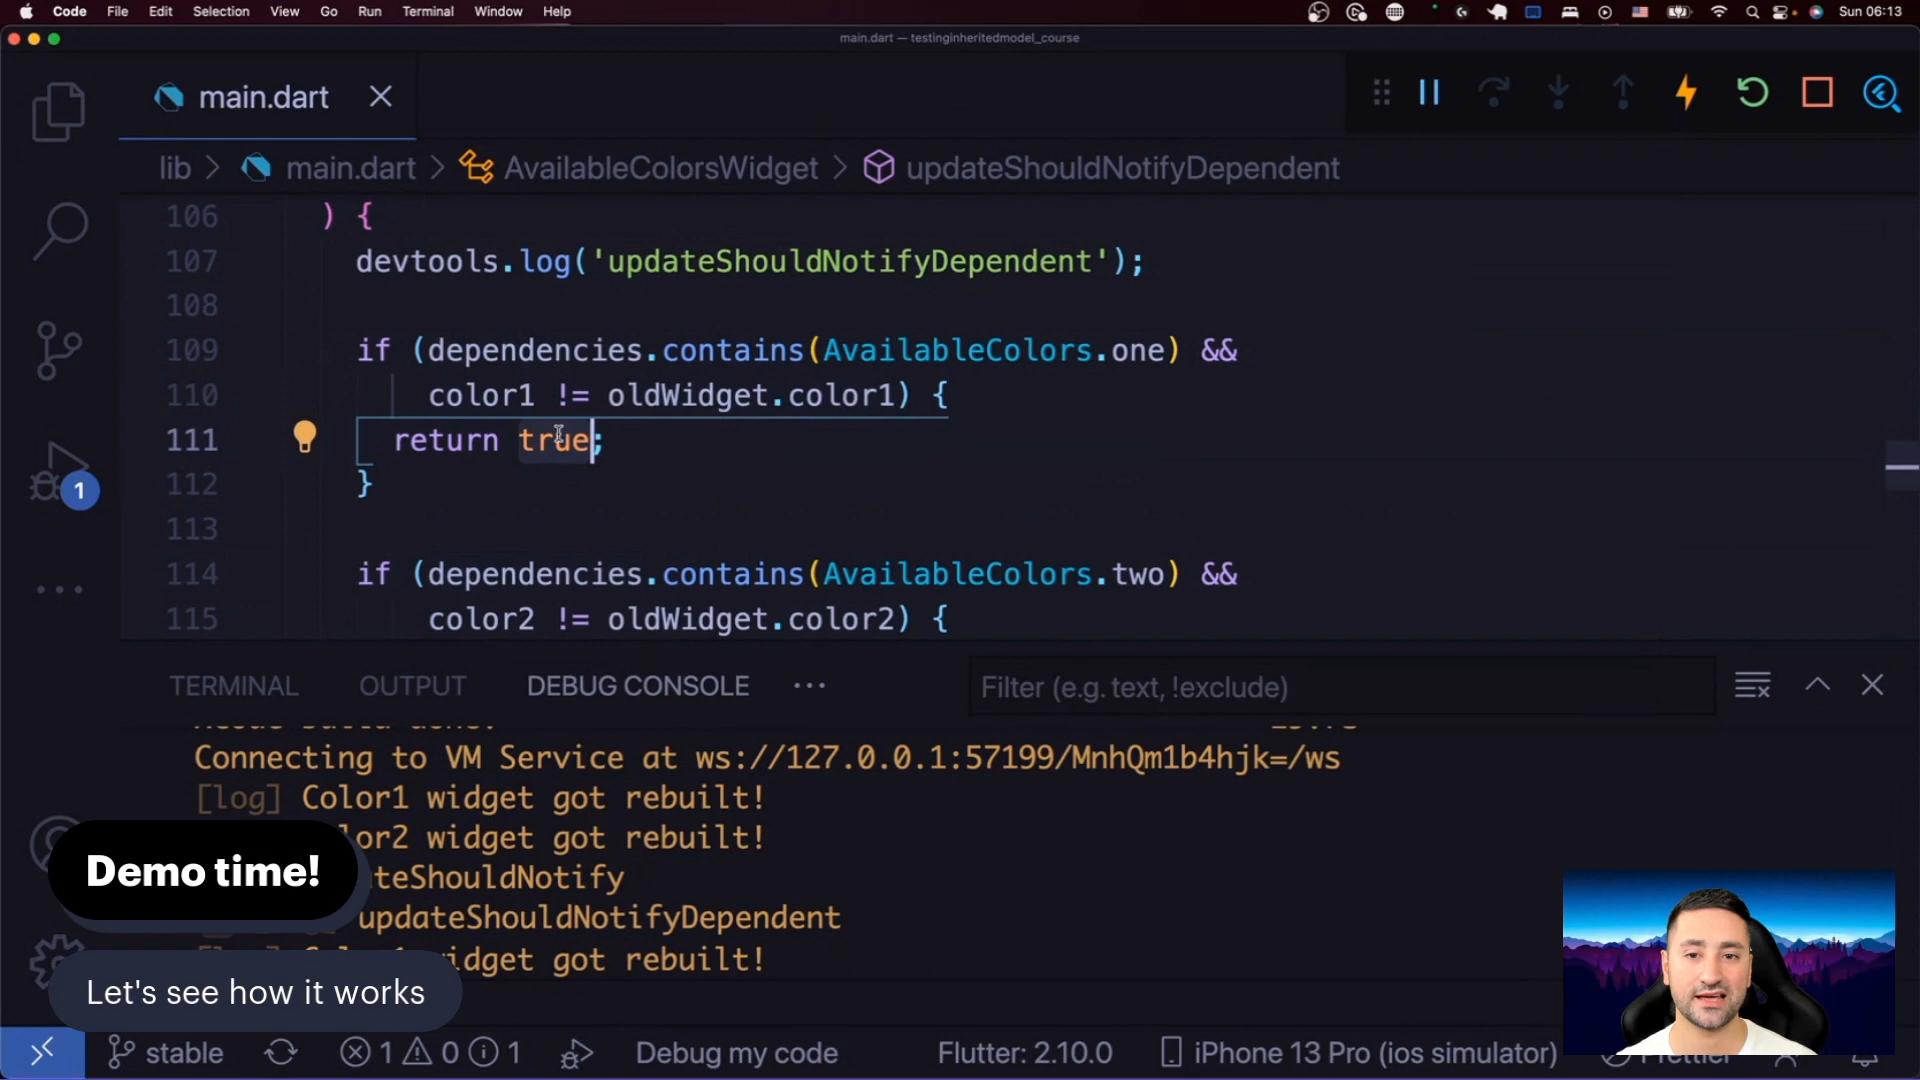 Code File Edit Selection View Go Run Terminal Window Help Sun 06:13
main.dart — testinginheritedmodel_course
main.dart
lib > main.dart > AvailableColorsWidget > updateShouldNotifyDependent
106 ) {
107 devtools.log('updateShouldNotifyDependent');
108
109 if (dependencies.contains(AvailableColors.one) &&
110 color1 != oldWidget.color1) {
111 return true;
112 }
113
114 if (dependencies.contains(AvailableColors.two) &&
115 color2 != oldWidget.color2) {
1
TERMINAL OUTPUT DEBUG CONSOLE ··· Filter (e.g. text, !exclude)
Connecting to VM Service at ws://127.0.0.1:57199/MnhQm1b4hjk=/ws
[log] Color1 widget got rebuilt!
lor2 widget got rebuilt!
teShouldNotify
updateShouldNotifyDependent
idget got rebuilt!
Demo time!
Let's see how it works
stable 1 0 1 Debug my code Flutter: 2.10.0 iPhone 13 Pro (ios simulator)